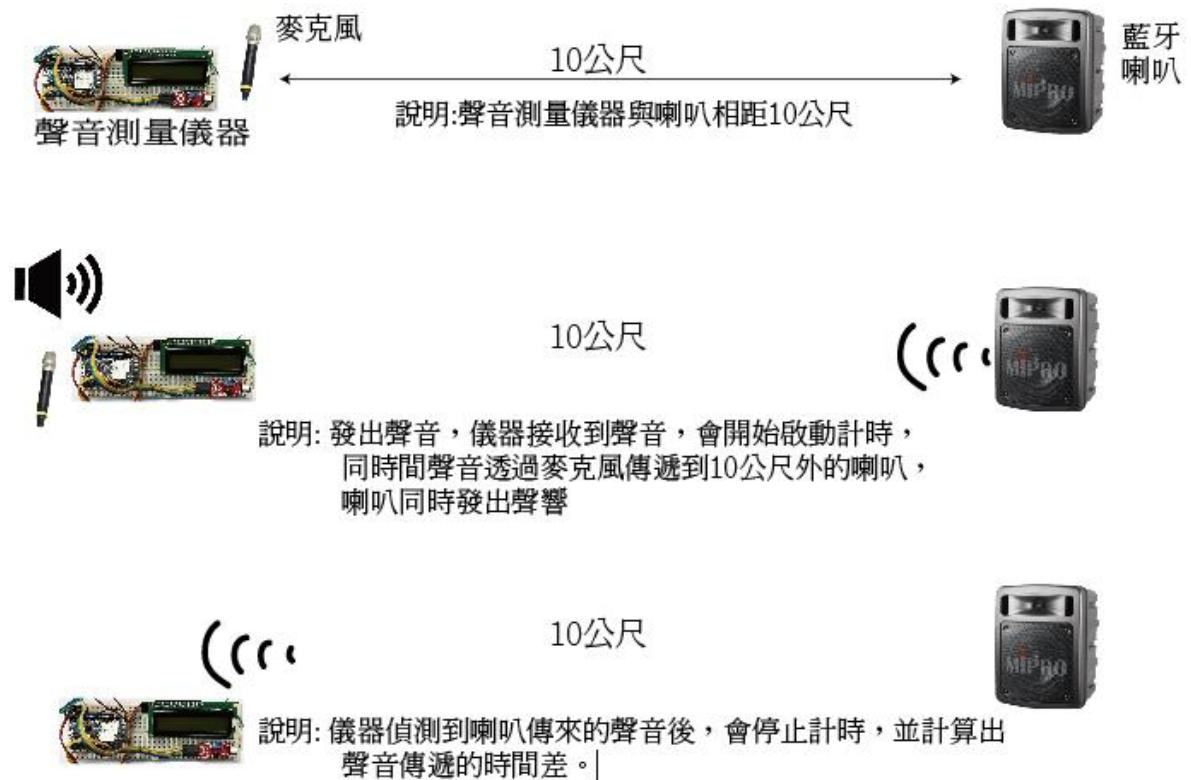 麥克風
10公尺
藍牙
喇叭
MIPRO
說明:聲音測量儀器與喇叭相距10公尺
聲音測量儀器
10公尺
MIPRO
說明: 發出聲音，儀器接收到聲音，會開始啟動計時，
同時間聲音透過麥克風傳遞到10公尺外的喇叭，
喇叭同時發出聲響
10公尺
MIPRO
說明: 儀器偵測到喇叭傳來的聲音後，會停止計時，並計算出
聲音傳遞的時間差。